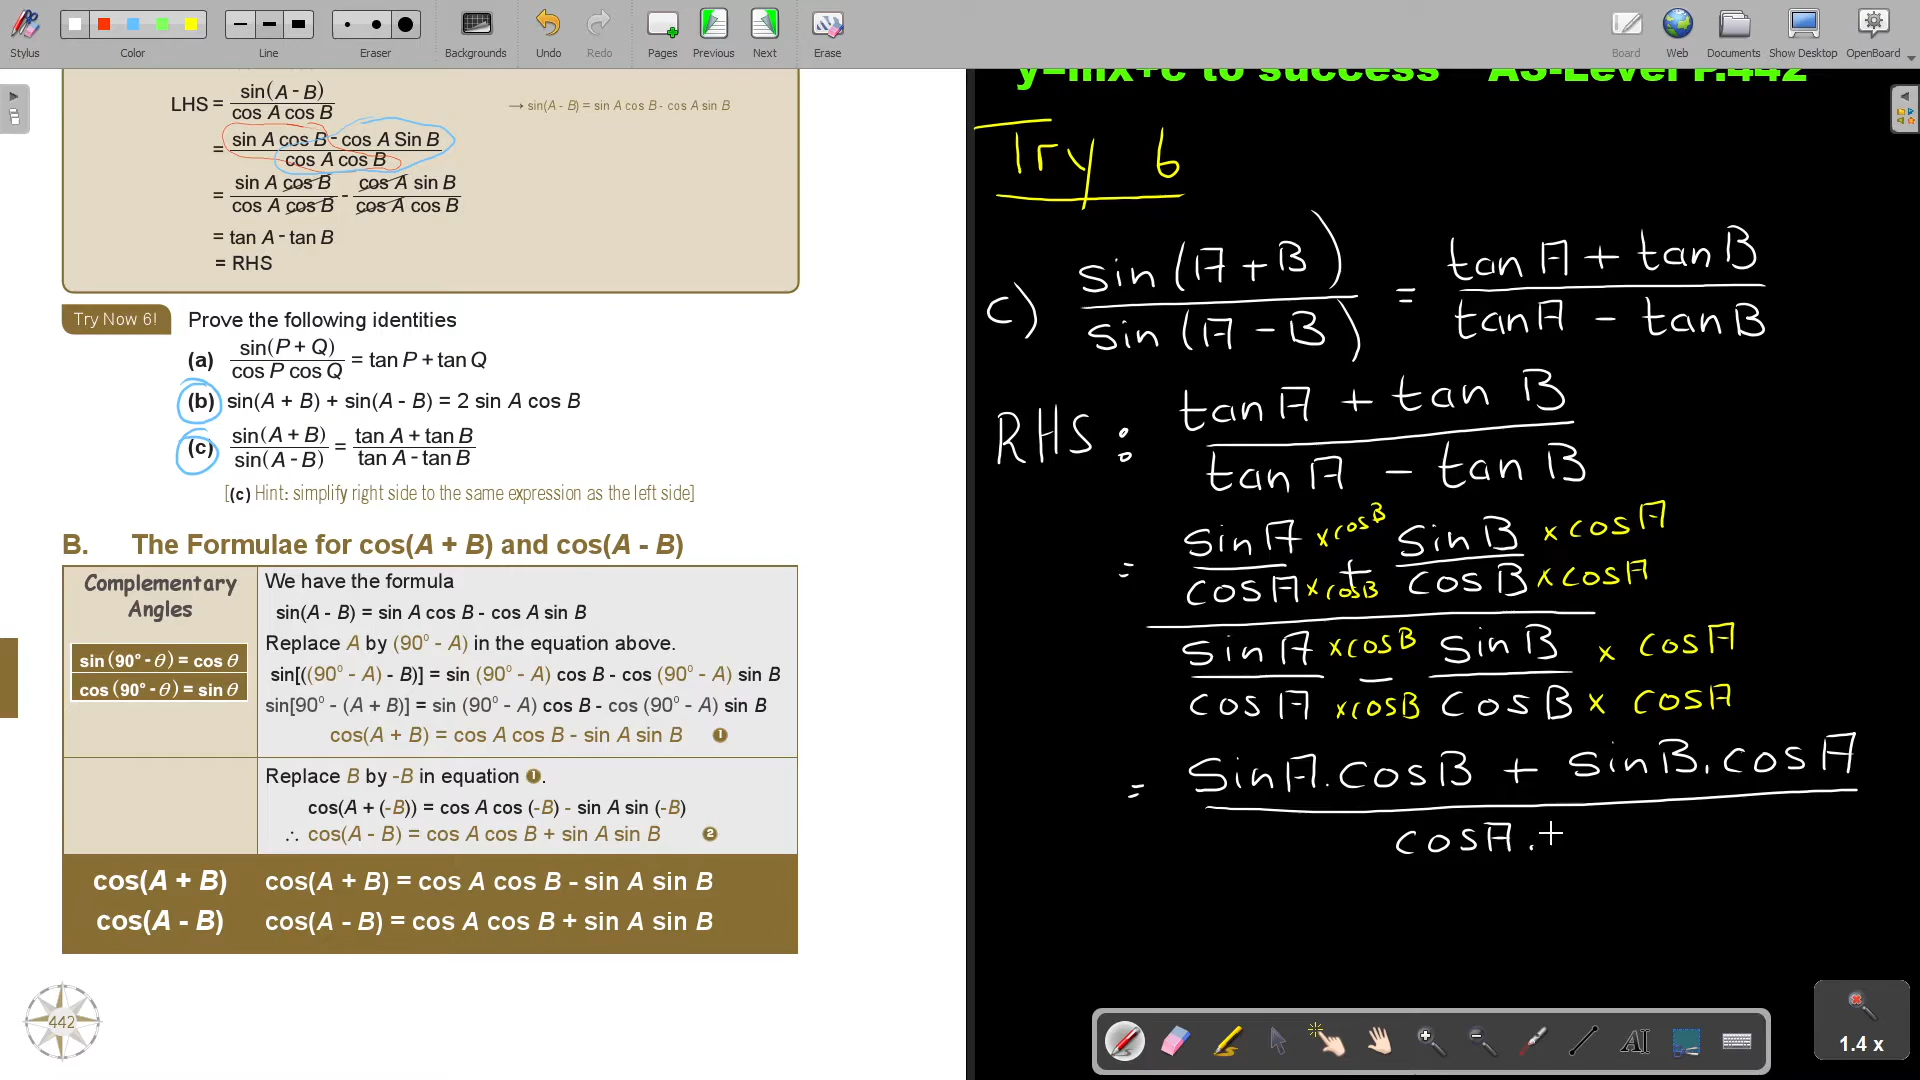 Stylus
Color
Line
Eraser
Backgrounds
Undo
Redo
Pages
Previous
Next
Erase
Board
Web
Documents
Show Desktop
OpenBoard
LHS = sin(A - B) / cos A cos B
→ sin(A - B) = sin A cos B - cos A sin B
= sin A cos B - cos A Sin B / cos A cos B
= sin A cos B / cos A cos B - cos A sin B / cos A cos B
= tan A - tan B
= RHS
Try Now 6!
Prove the following identities
(a) sin(P + Q) / cos P cos Q = tan P + tan Q
(b) sin(A + B) + sin(A - B) = 2 sin A cos B
(c) sin(A + B) / sin(A - B) = tan A + tan B / tan A - tan B
[(c) Hint: simplify right side to the same expression as the left side]
B. The Formulae for cos(A + B) and cos(A - B)
Complementary
Angles
sin (90° - θ) = cos θ
cos (90° - θ) = sin θ
We have the formula
sin(A - B) = sin A cos B - cos A sin B
Replace A by (90° - A) in the equation above.
sin[((90° - A) - B)] = sin (90° - A) cos B - cos (90° - A) sin B
sin[90° - (A + B)] = sin (90° - A) cos B - cos (90° - A) sin B
cos(A + B) = cos A cos B - sin A sin B ❶
Replace B by -B in equation ❶.
cos(A + (-B)) = cos A cos (-B) - sin A sin (-B)
∴ cos(A - B) = cos A cos B + sin A sin B ❷
cos(A + B) cos(A + B) = cos A cos B - sin A sin B
cos(A - B) cos(A - B) = cos A cos B + sin A sin B
442
y=mx+c to success AS-Level P.442
Try 6
c) sin (A + B) / sin (A - B) = tan A + tan B / tan A - tan B
RHS : tan A + tan B / tan A - tan B
= sin A × cos B / cos A × cos B + sin B × cos A / cos B × cos A
sin A × cos B / cos A × cos B - sin B × cos A / cos B × cos A
= sin A . cos B + sin B . cos A
cos A .
AI
1.4 x